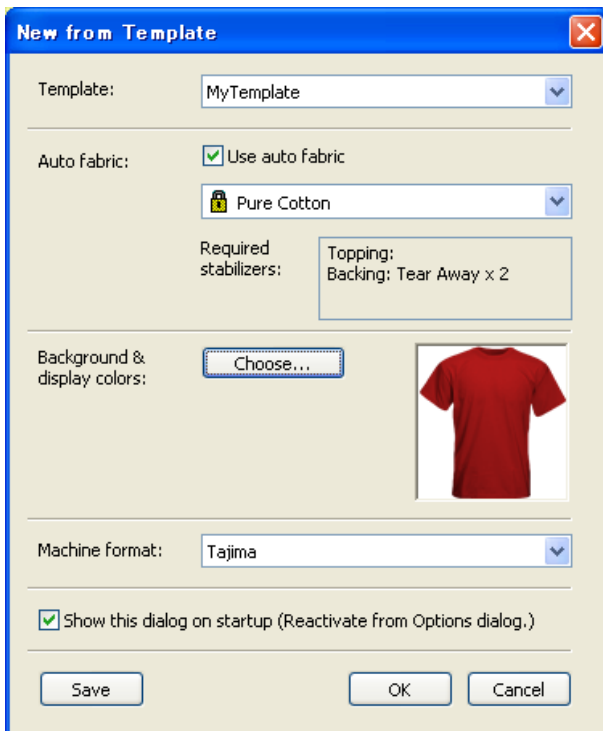 New from Template
Template:
MyTemplate
Auto fabric:
Use auto fabric
Pure Cotton
Required
stabilizers:
Topping:
Backing: Tear Away x 2
Background &
display colors:
Choose...
Machine format:
Tajima
Show this dialog on startup (Reactivate from Options dialog.)
Save
OK
Cancel